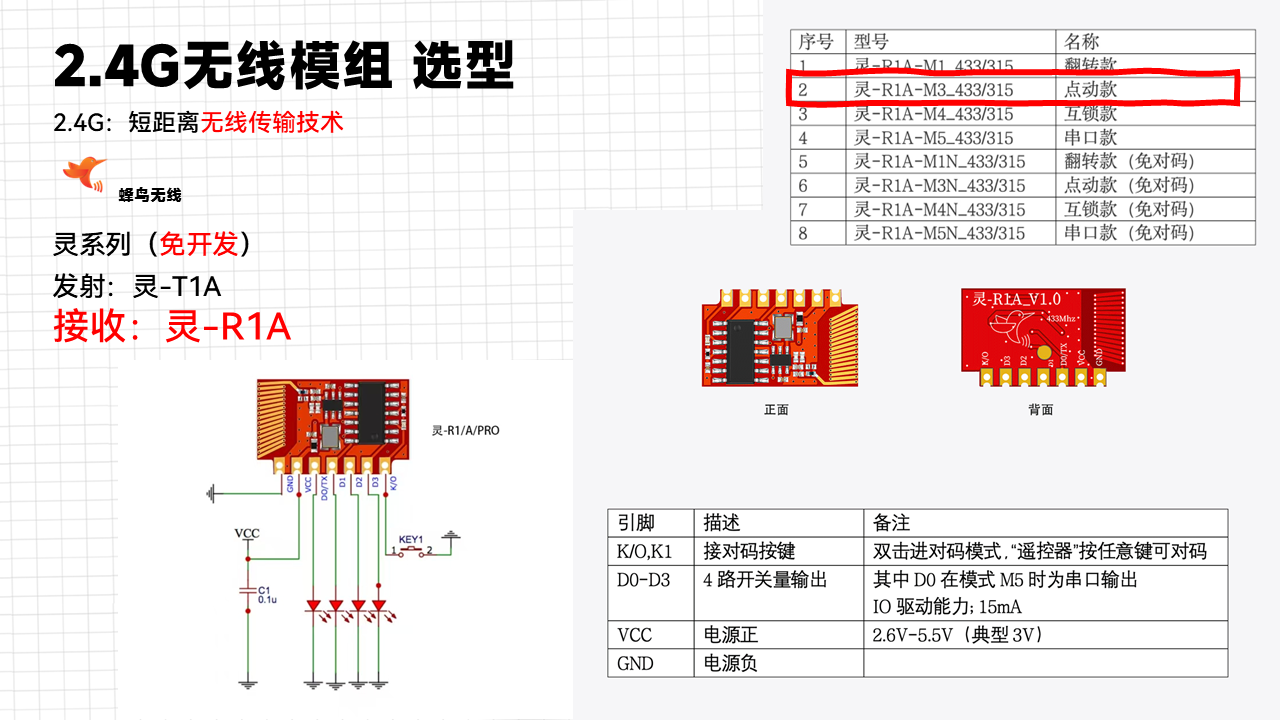 2.4G无线模组 选型
2.4G：短距离无线传输技术
蜂鸟无线
灵系列（免开发）
发射：灵-T1A
接收：灵-R1A
序号 型号 名称
1 灵-R1A-M1_433/315 翻转款
2 灵-R1A-M3_433/315 点动款
3 灵-R1A-M4_433/315 互锁款
4 灵-R1A-M5_433/315 串口款
5 灵-R1A-M1N_433/315 翻转款（免对码）
6 灵-R1A-M3N_433/315 点动款（免对码）
7 灵-R1A-M4N_433/315 互锁款（免对码）
8 灵-R1A-M5N_433/315 串口款（免对码）
正面
灵-R1A_V1.0
433Mhz
K/O D3 D2 D1 D0/TX VCC GND
背面
灵-R1/A/PRO
GND VCC DO/TX D1 D2 D3 K/O
VCC
KEY1
1 2
C1
0.1u
引脚 描述 备注
K/O,K1 接对码按键 双击进对码模式,“遥控器”按任意键可对码
D0-D3 4 路开关量输出 其中 D0 在模式 M5 时为串口输出
IO 驱动能力; 15mA
VCC 电源正 2.6V-5.5V（典型 3V）
GND 电源负